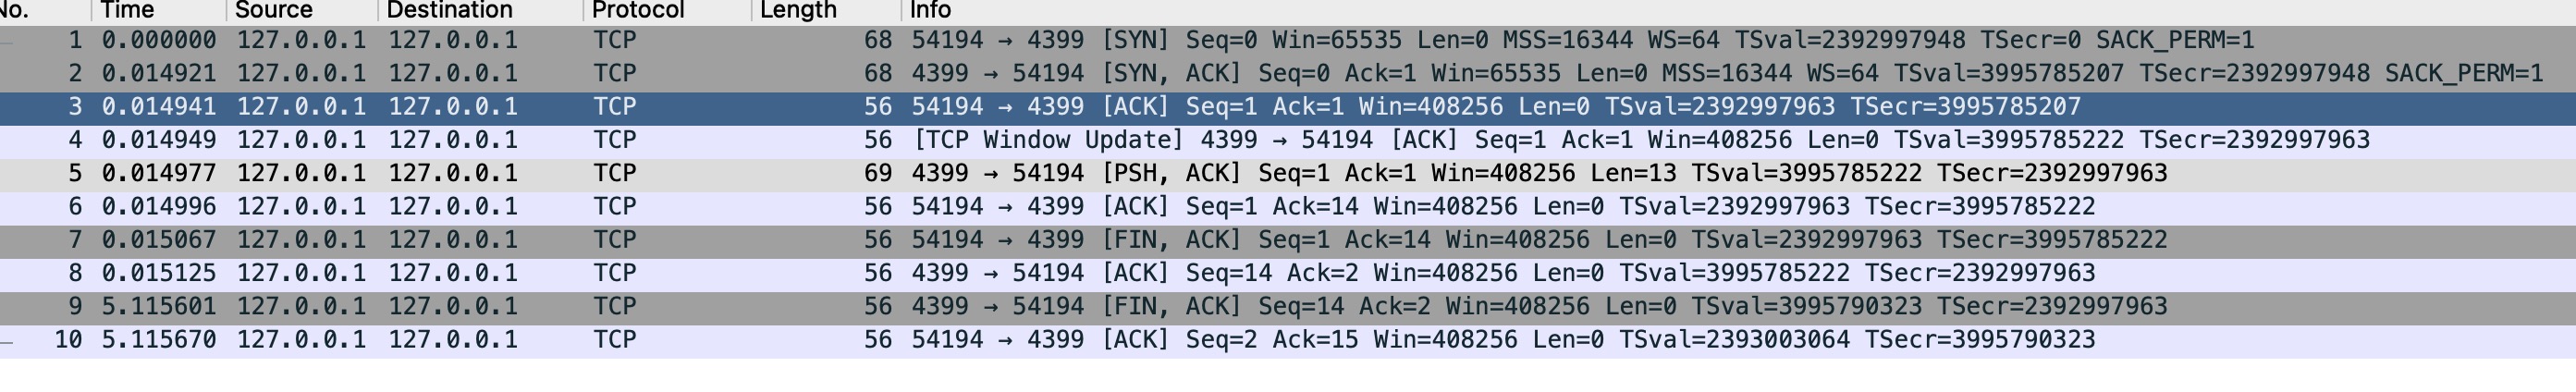 No. Time Source Destination Protocol Length Info
1 0.000000 127.0.0.1 127.0.0.1 TCP 68 54194 → 4399 [SYN] Seq=0 Win=65535 Len=0 MSS=16344 WS=64 TSval=2392997948 TSecr=0 SACK_PERM=1
2 0.014921 127.0.0.1 127.0.0.1 TCP 68 4399 → 54194 [SYN, ACK] Seq=0 Ack=1 Win=65535 Len=0 MSS=16344 WS=64 TSval=3995785207 TSecr=2392997948 SACK_PERM=1
3 0.014941 127.0.0.1 127.0.0.1 TCP 56 54194 → 4399 [ACK] Seq=1 Ack=1 Win=408256 Len=0 TSval=2392997963 TSecr=3995785207
4 0.014949 127.0.0.1 127.0.0.1 TCP 56 [TCP Window Update] 4399 → 54194 [ACK] Seq=1 Ack=1 Win=408256 Len=0 TSval=3995785222 TSecr=2392997963
5 0.014977 127.0.0.1 127.0.0.1 TCP 69 4399 → 54194 [PSH, ACK] Seq=1 Ack=1 Win=408256 Len=13 TSval=3995785222 TSecr=2392997963
6 0.014996 127.0.0.1 127.0.0.1 TCP 56 54194 → 4399 [ACK] Seq=1 Ack=14 Win=408256 Len=0 TSval=2392997963 TSecr=3995785222
7 0.015067 127.0.0.1 127.0.0.1 TCP 56 54194 → 4399 [FIN, ACK] Seq=1 Ack=14 Win=408256 Len=0 TSval=2392997963 TSecr=3995785222
8 0.015125 127.0.0.1 127.0.0.1 TCP 56 4399 → 54194 [ACK] Seq=14 Ack=2 Win=408256 Len=0 TSval=3995785222 TSecr=2392997963
9 5.115601 127.0.0.1 127.0.0.1 TCP 56 4399 → 54194 [FIN, ACK] Seq=14 Ack=2 Win=408256 Len=0 TSval=3995790323 TSecr=2392997963
10 5.115670 127.0.0.1 127.0.0.1 TCP 56 54194 → 4399 [ACK] Seq=2 Ack=15 Win=408256 Len=0 TSval=2393003064 TSecr=3995790323